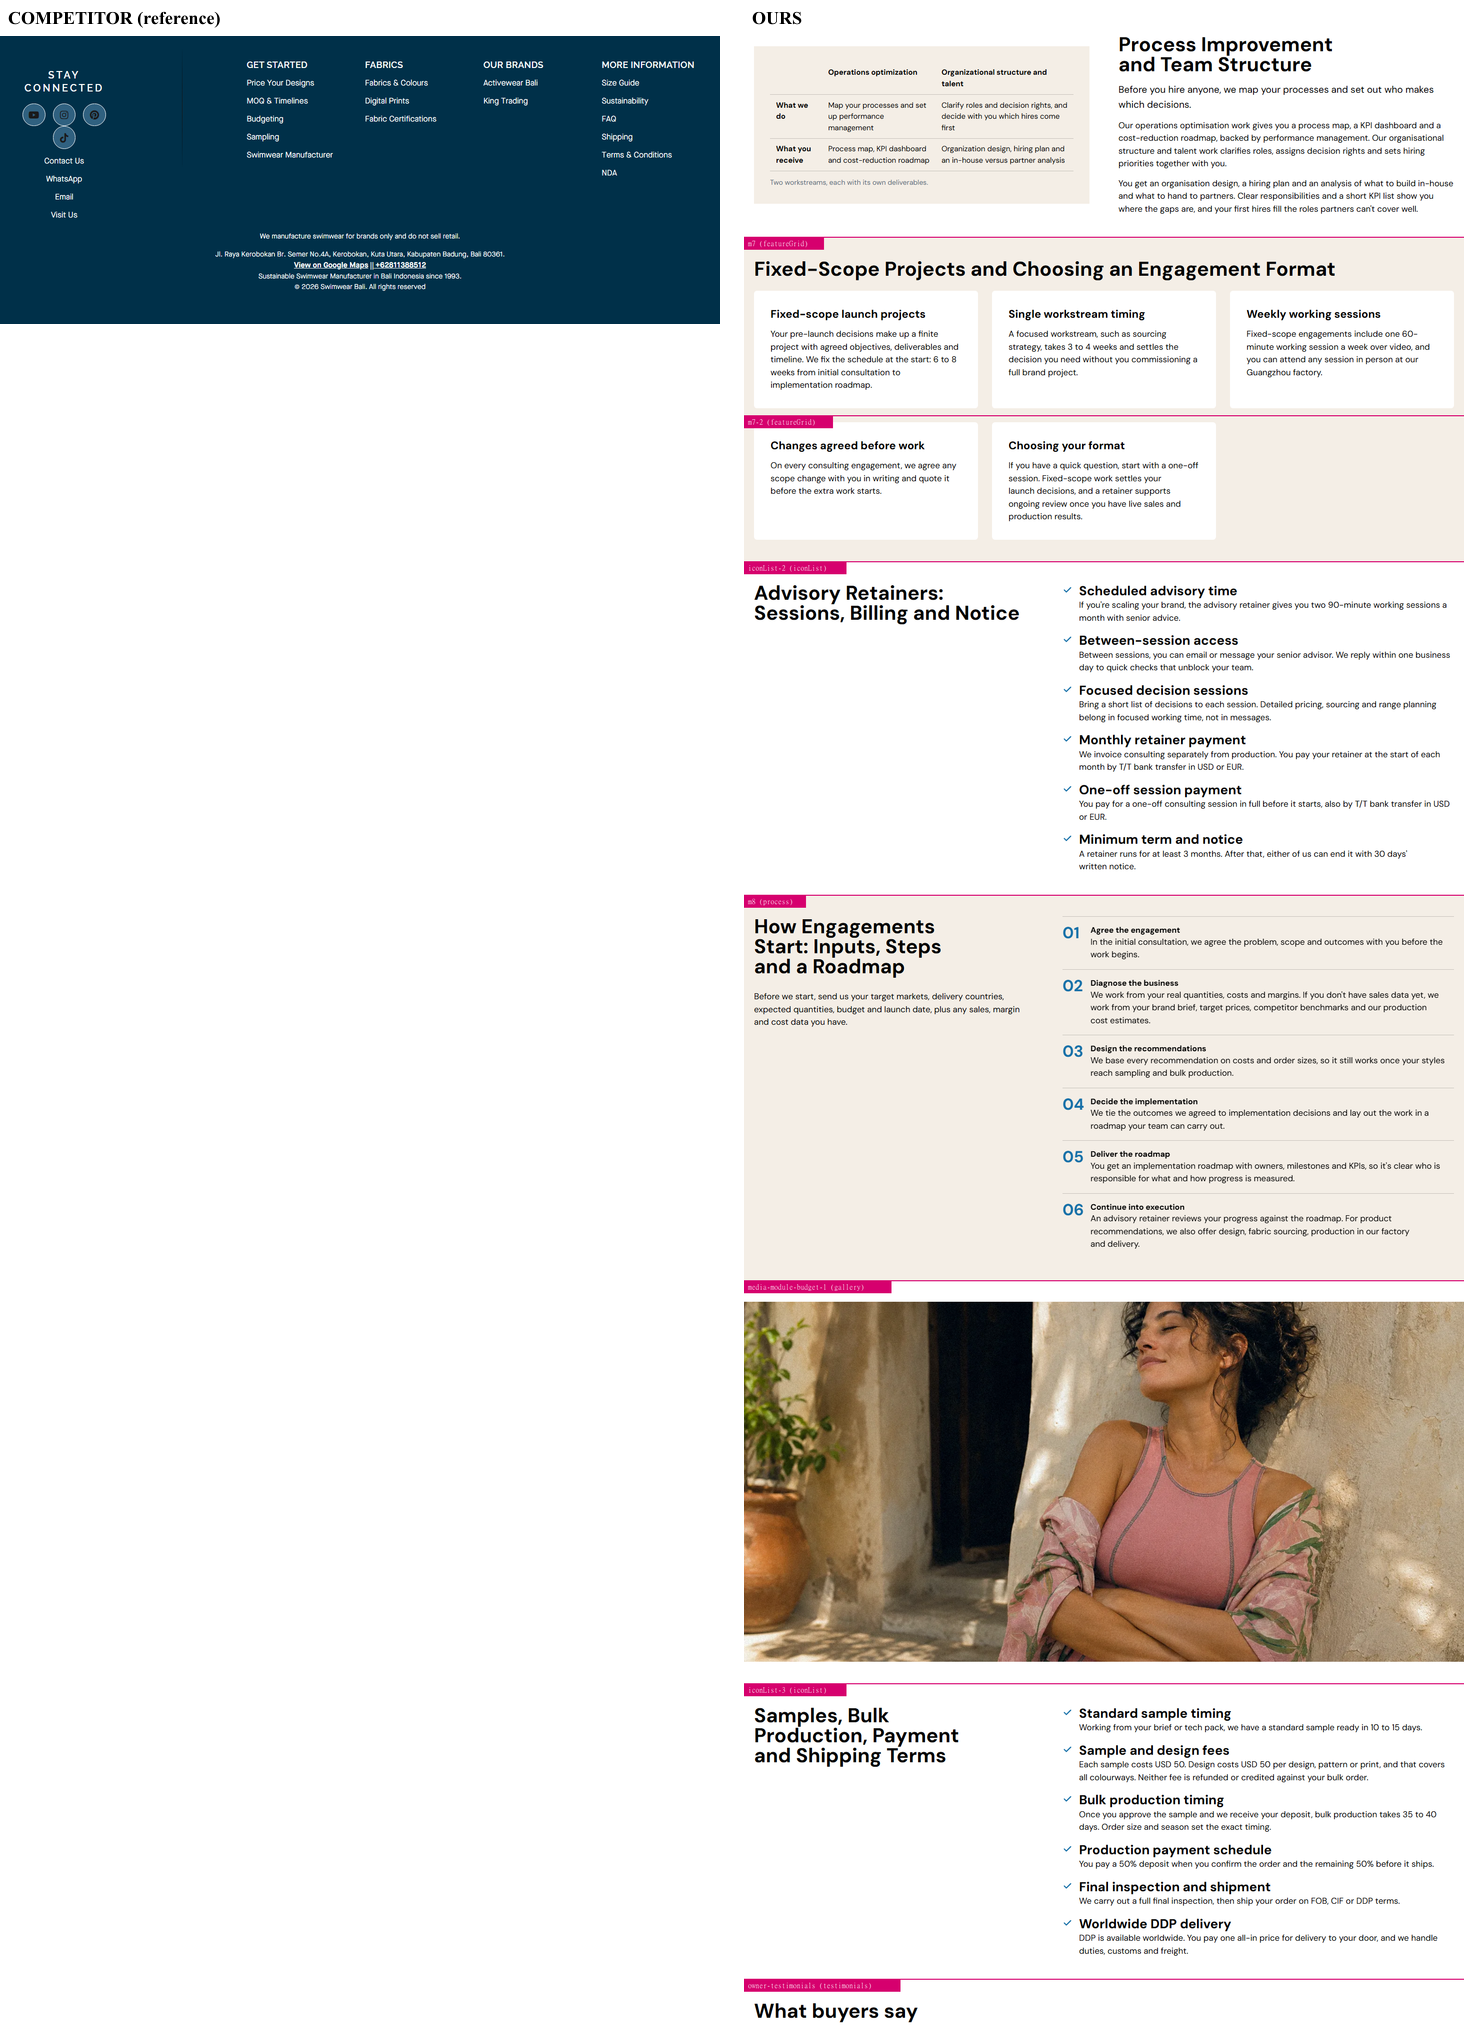 COMPETITOR (reference)
STAY
CONNECTED
Contact Us
WhatsApp
Email
Visit Us
GET STARTED
Price Your Designs
MOQ & Timelines
Budgeting
Sampling
Swimwear Manufacturer
FABRICS
Fabrics & Colours
Digital Prints
Fabric Certifications
OUR BRANDS
Activewear Bali
King Trading
MORE INFORMATION
Size Guide
Sustainability
FAQ
Shipping
Terms & Conditions
NDA
We manufacture swimwear for brands only and do not sell retail.
Jl. Raya Kerobokan Br. Semer No.4A, Kerobokan, Kuta Utara, Kabupaten Badung, Bali 80361.
View on Google Maps || +62811388512
Sustainable Swimwear Manufacturer in Bali Indonesia since 1993.
© 2026 Swimwear Bali. All rights reserved
OURS
Operations optimization
Organizational structure and
talent
What we
do
Map your processes and set
up performance
management
Clarify roles and decision rights, and
decide with you which hires come
first
What you
receive
Process map, KPI dashboard
and cost-reduction roadmap
Organization design, hiring plan and
an in-house versus partner analysis
Two workstreams, each with its own deliverables.
Process Improvement
and Team Structure
Before you hire anyone, we map your processes and set out who makes
which decisions.
Our operations optimisation work gives you a process map, a KPI dashboard and a
cost-reduction roadmap, backed by performance management. Our organisational
structure and talent work clarifies roles, assigns decision rights and sets hiring
priorities together with you.
You get an organisation design, a hiring plan and an analysis of what to build in-house
and what to hand to partners. Clear responsibilities and a short KPI list show you
where the gaps are, and your first hires fill the roles partners can't cover well.
m7 (featureGrid)
Fixed-Scope Projects and Choosing an Engagement Format
Fixed-scope launch projects
Your pre-launch decisions make up a finite
project with agreed objectives, deliverables and
timeline. We fix the schedule at the start: 6 to 8
weeks from initial consultation to
implementation roadmap.
Single workstream timing
A focused workstream, such as sourcing
strategy, takes 3 to 4 weeks and settles the
decision you need without you commissioning a
full brand project.
Weekly working sessions
Fixed-scope engagements include one 60-
minute working session a week over video, and
you can attend any session in person at our
Guangzhou factory.
m7-2 (featureGrid)
Changes agreed before work
On every consulting engagement, we agree any
scope change with you in writing and quote it
before the extra work starts.
Choosing your format
If you have a quick question, start with a one-off
session. Fixed-scope work settles your
launch decisions, and a retainer supports
ongoing review once you have live sales and
production results.
iconList-2 (iconList)
Advisory Retainers:
Sessions, Billing and Notice
Scheduled advisory time
If you're scaling your brand, the advisory retainer gives you two 90-minute working sessions a
month with senior advice.
Between-session access
Between sessions, you can email or message your senior advisor. We reply within one business
day to quick checks that unblock your team.
Focused decision sessions
Bring a short list of decisions to each session. Detailed pricing, sourcing and range planning
belong in focused working time, not in messages.
Monthly retainer payment
We invoice consulting separately from production. You pay your retainer at the start of each
month by T/T bank transfer in USD or EUR.
One-off session payment
You pay for a one-off consulting session in full before it starts, also by T/T bank transfer in USD
or EUR.
Minimum term and notice
A retainer runs for at least 3 months. After that, either of us can end it with 30 days'
written notice.
m8 (process)
How Engagements
Start: Inputs, Steps
and a Roadmap
Before we start, send us your target markets, delivery countries,
expected quantities, budget and launch date, plus any sales, margin
and cost data you have.
01 Agree the engagement
In the initial consultation, we agree the problem, scope and outcomes with you before the
work begins.
02 Diagnose the business
We work from your real quantities, costs and margins. If you don't have sales data yet, we
work from your brand brief, target prices, competitor benchmarks and our production
cost estimates.
03 Design the recommendations
We base every recommendation on costs and order sizes, so it still works once your styles
reach sampling and bulk production.
04 Decide the implementation
We tie the outcomes we agreed to implementation decisions and lay out the work in a
roadmap your team can carry out.
05 Deliver the roadmap
You get an implementation roadmap with owners, milestones and KPIs, so it's clear who is
responsible for what and how progress is measured.
06 Continue into execution
An advisory retainer reviews your progress against the roadmap. For product
recommendations, we also offer design, fabric sourcing, production in our factory
and delivery.
media-module-budget-1 (gallery)
iconList-3 (iconList)
Samples, Bulk
Production, Payment
and Shipping Terms
Standard sample timing
Working from your brief or tech pack, we have a standard sample ready in 10 to 15 days.
Sample and design fees
Each sample costs USD 50. Design costs USD 50 per design, pattern or print, and that covers
all colourways. Neither fee is refunded or credited against your bulk order.
Bulk production timing
Once you approve the sample and we receive your deposit, bulk production takes 35 to 40
days. Order size and season set the exact timing.
Production payment schedule
You pay a 50% deposit when you confirm the order and the remaining 50% before it ships.
Final inspection and shipment
We carry out a full final inspection, then ship your order on FOB, CIF or DDP terms.
Worldwide DDP delivery
DDP is available worldwide. You pay one all-in price for delivery to your door, and we handle
duties, customs and freight.
owner-testimonials (testimonials)
What buyers say